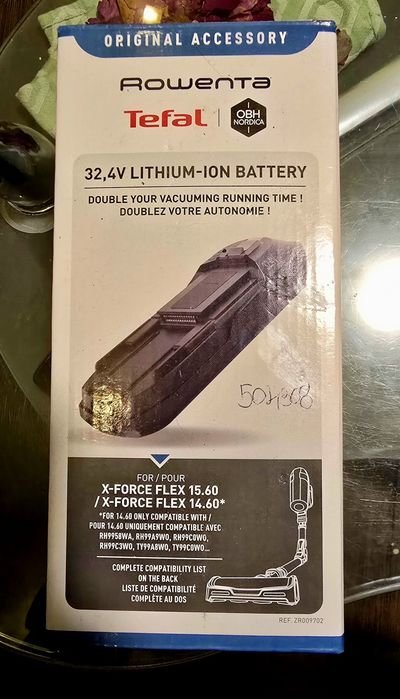 ORIGINAL ACCESSORY
Rowenta
Tefal
OBH
NORDICA
32,4V LITHIUM-ION BATTERY
DOUBLE YOUR VACUUMING RUNNING TIME !
DOUBLEZ VOTRE AUTONOMIE !
504308
FOR / POUR
X-FORCE FLEX 15.60
/ X-FORCE FLEX 14.60*
*FOR 14.60 ONLY COMPATIBLE WITH /
POUR 14.60 UNIQUEMENT COMPATIBLE AVEC
RH9958WA, RH99A9WO, RH99C0WO,
RH99C3WO, TY99A8WO, TY99C0WO...
COMPLETE COMPATIBILITY LIST
ON THE BACK
LISTE DE COMPATIBILITÉ
COMPLÈTE AU DOS
REF. ZR009702